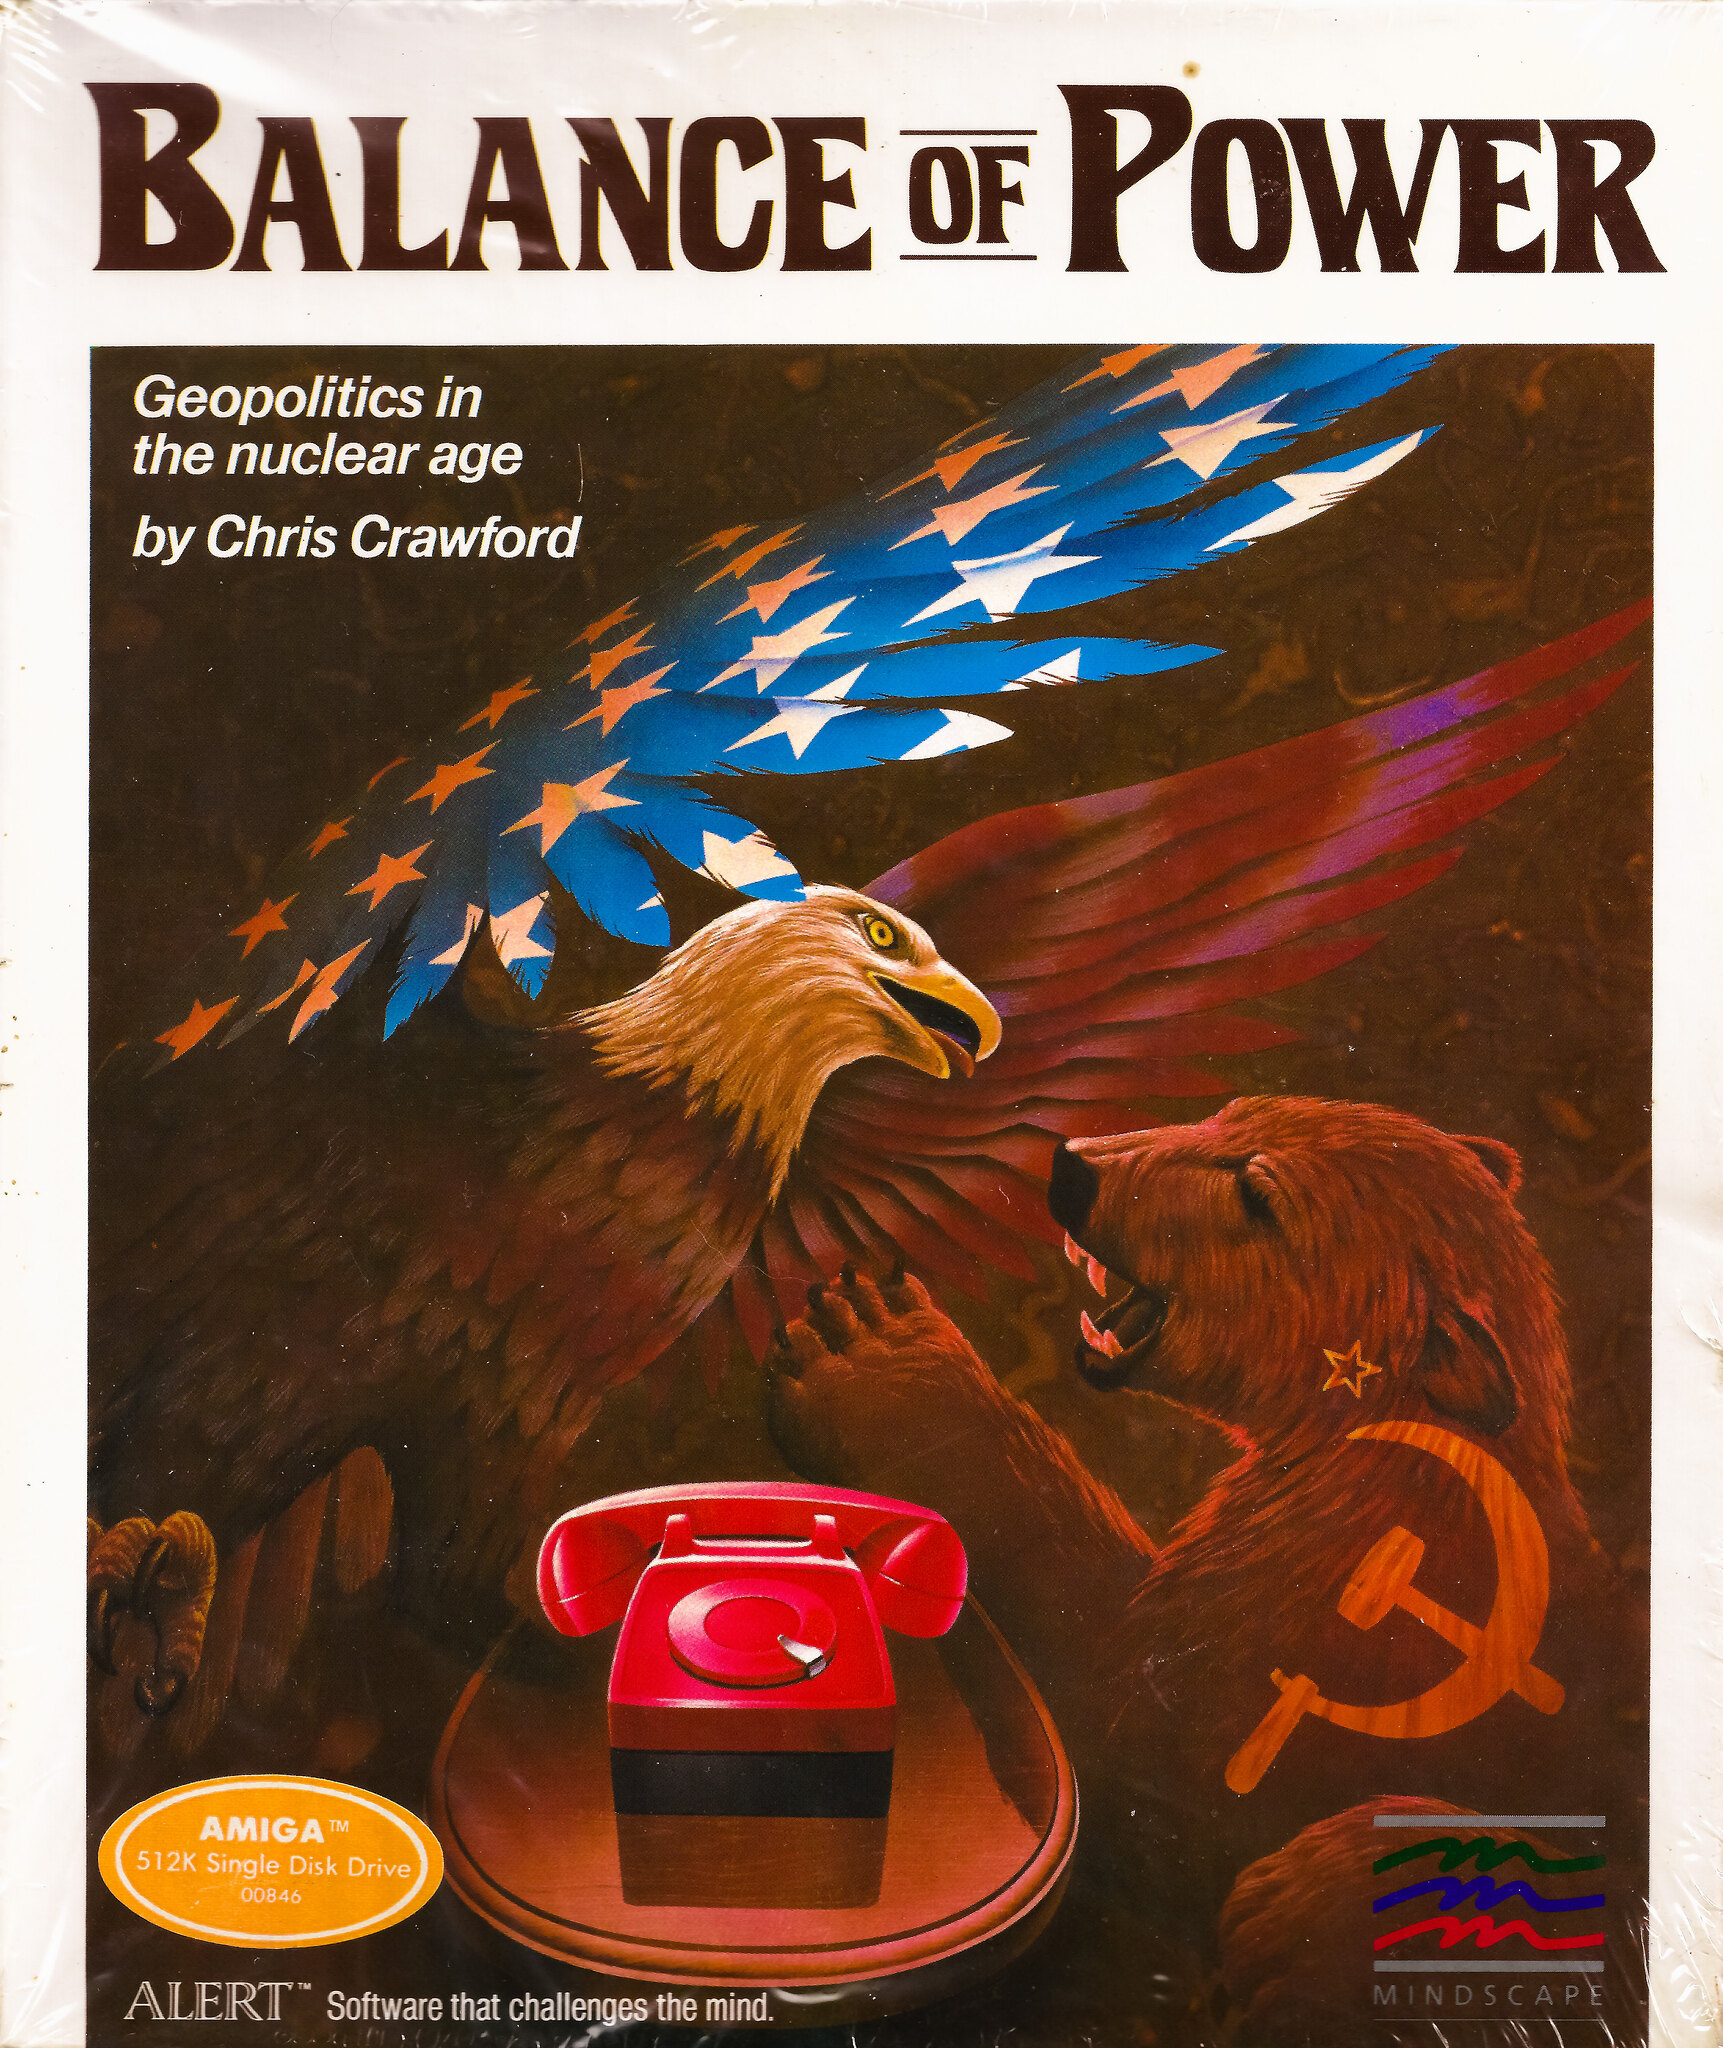 BALANCE OF POWER
Geopolitics in
the nuclear age
by Chris Crawford
AMIGA™
512K Single Disk Drive
00846
ALERT™ Software that challenges the mind.
MINDSCAPE